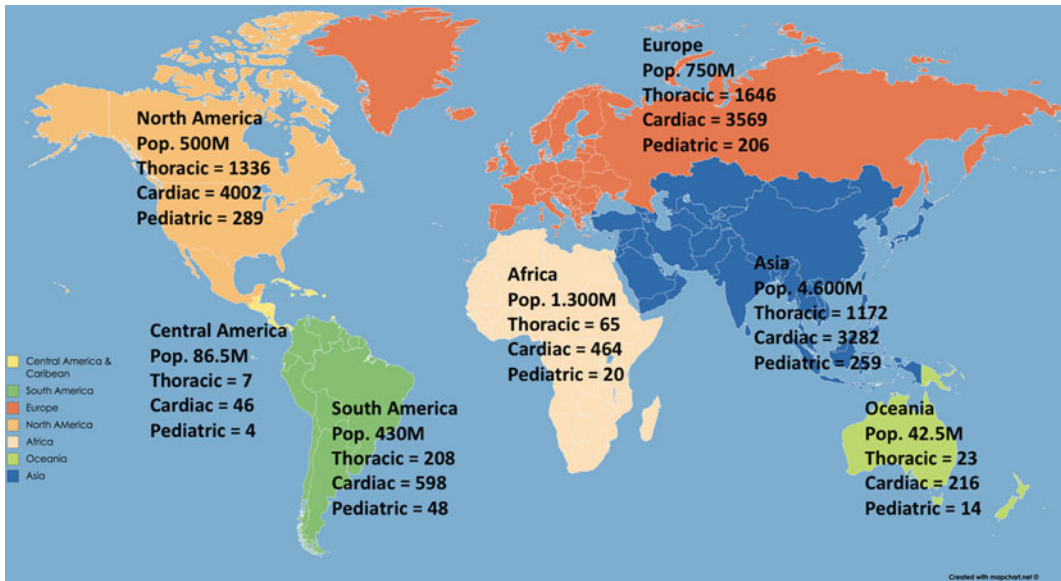 Europe
Pop. 750M
Thoracic = 1646
Cardiac = 3569
Pediatric = 206
North America
Pop. 500M
Thoracic = 1336
Cardiac = 4002
Pediatric = 289
Africa
Pop. 1.300M
Thoracic = 65
Cardiac = 464
Pediatric = 20
Asia
Pop. 4.600M
Thoracic = 1172
Cardiac = 3282
Pediatric = 259
Central America
Pop. 86.5M
Thoracic = 7
Cardiac = 46
Pediatric = 4
South America
Pop. 430M
Thoracic = 208
Cardiac = 598
Pediatric = 48
Oceania
Pop. 42.5M
Thoracic = 23
Cardiac = 216
Pediatric = 14
Central America &
Caribean
South America
Europe
North America
Africa
Oceania
Asia
Created with mapchart.net ©